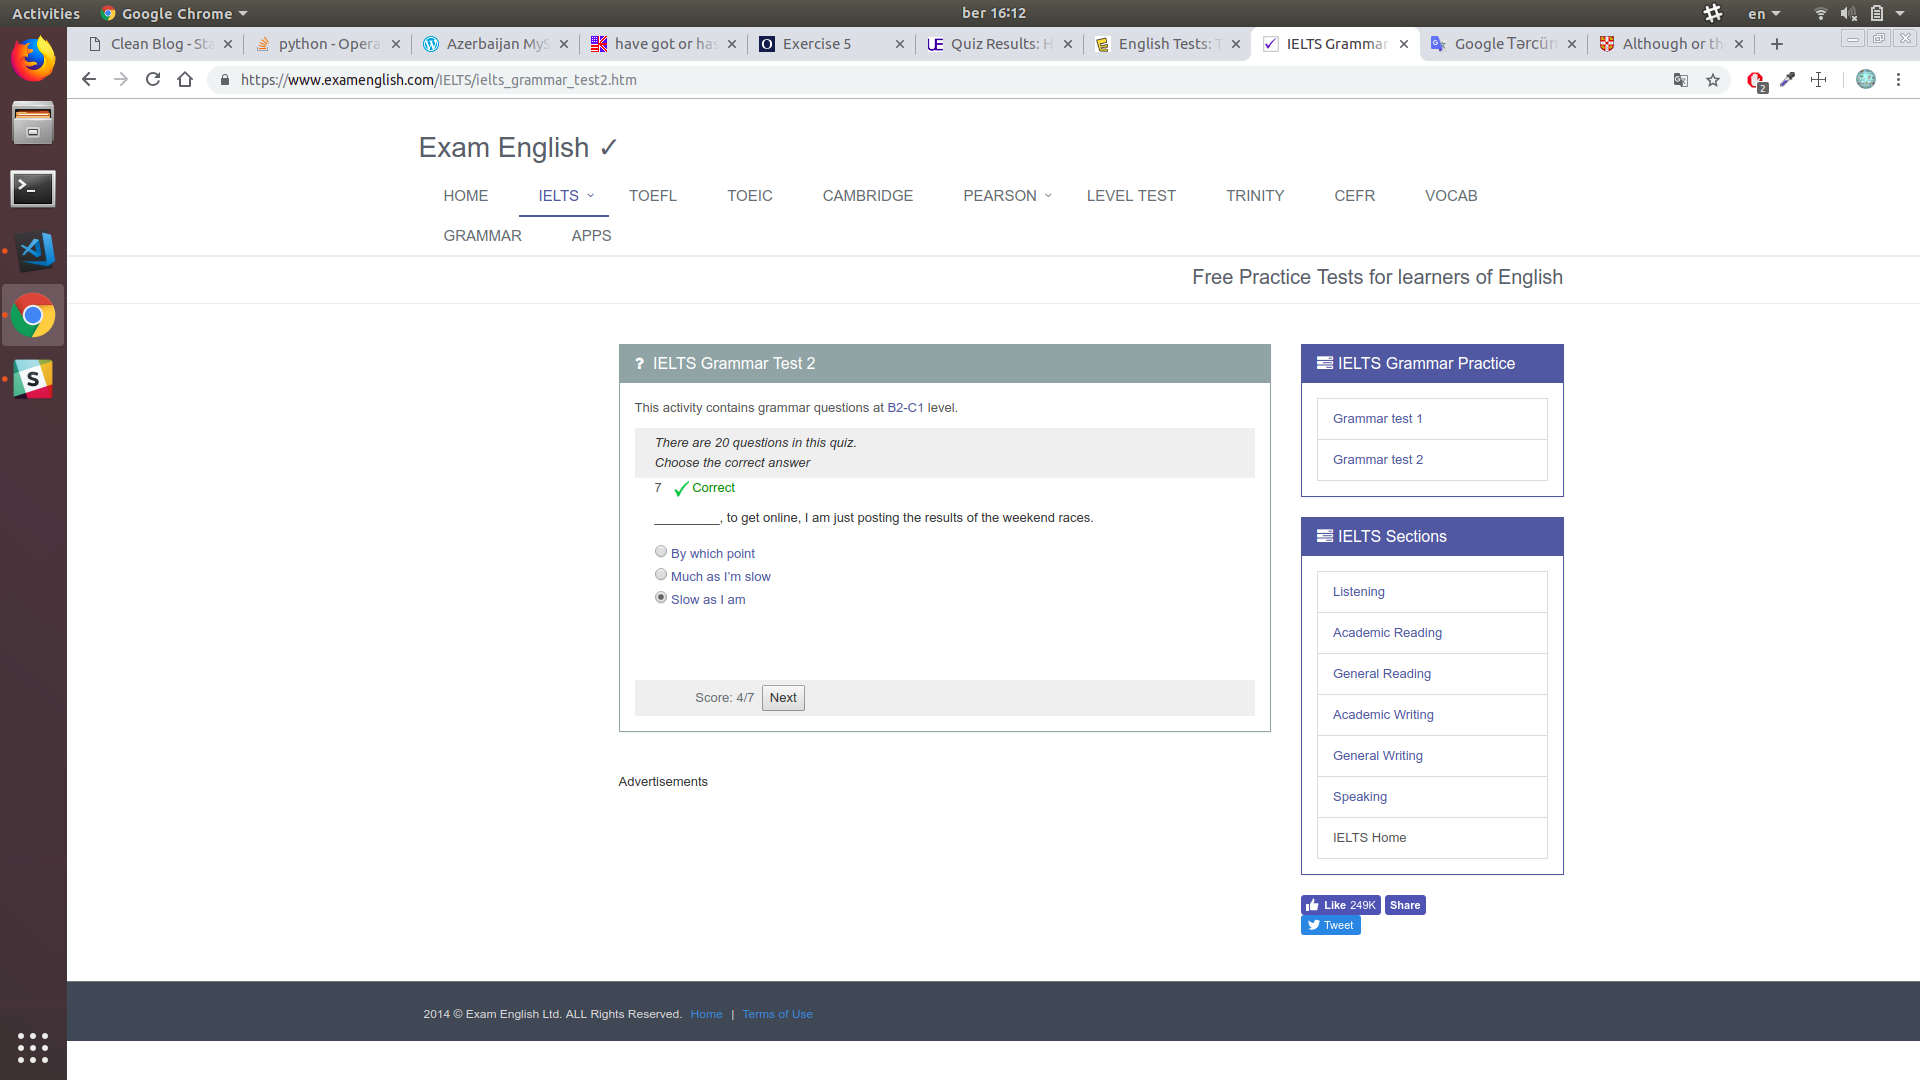 Activities
Google Chrome
ber 16:12
en
Clean Blog - Sta
python - Opera
Azerbaijan MyS
have got or has
Exercise 5
Quiz Results: H
English Tests: T
IELTS Grammar
Google Tərcüm
Although or th
https://www.examenglish.com/IELTS/ielts_grammar_test2.htm
2
Exam English ✓
HOME
IELTS
TOEFL
TOEIC
CAMBRIDGE
PEARSON
LEVEL TEST
TRINITY
CEFR
VOCAB
GRAMMAR
APPS
Free Practice Tests for learners of English
? IELTS Grammar Test 2
This activity contains grammar questions at B2-C1 level.
There are 20 questions in this quiz.
Choose the correct answer
7 Correct
_________, to get online, I am just posting the results of the weekend races.
By which point
Much as I'm slow
Slow as I am
Score: 4/7 Next
Advertisements
IELTS Grammar Practice
Grammar test 1
Grammar test 2
IELTS Sections
Listening
Academic Reading
General Reading
Academic Writing
General Writing
Speaking
IELTS Home
Like 249K Share
Tweet
2014 © Exam English Ltd. ALL Rights Reserved. Home | Terms of Use